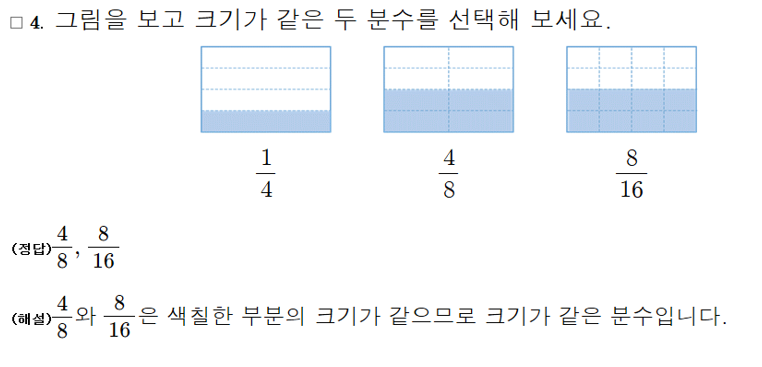 □ 4. 그림을 보고 크기가 같은 두 분수를 선택해 보세요.
1/4 4/8 8/16
(정답) 4/8, 8/16
(해설) 4/8와 8/16은 색칠한 부분의 크기가 같으므로 크기가 같은 분수입니다.